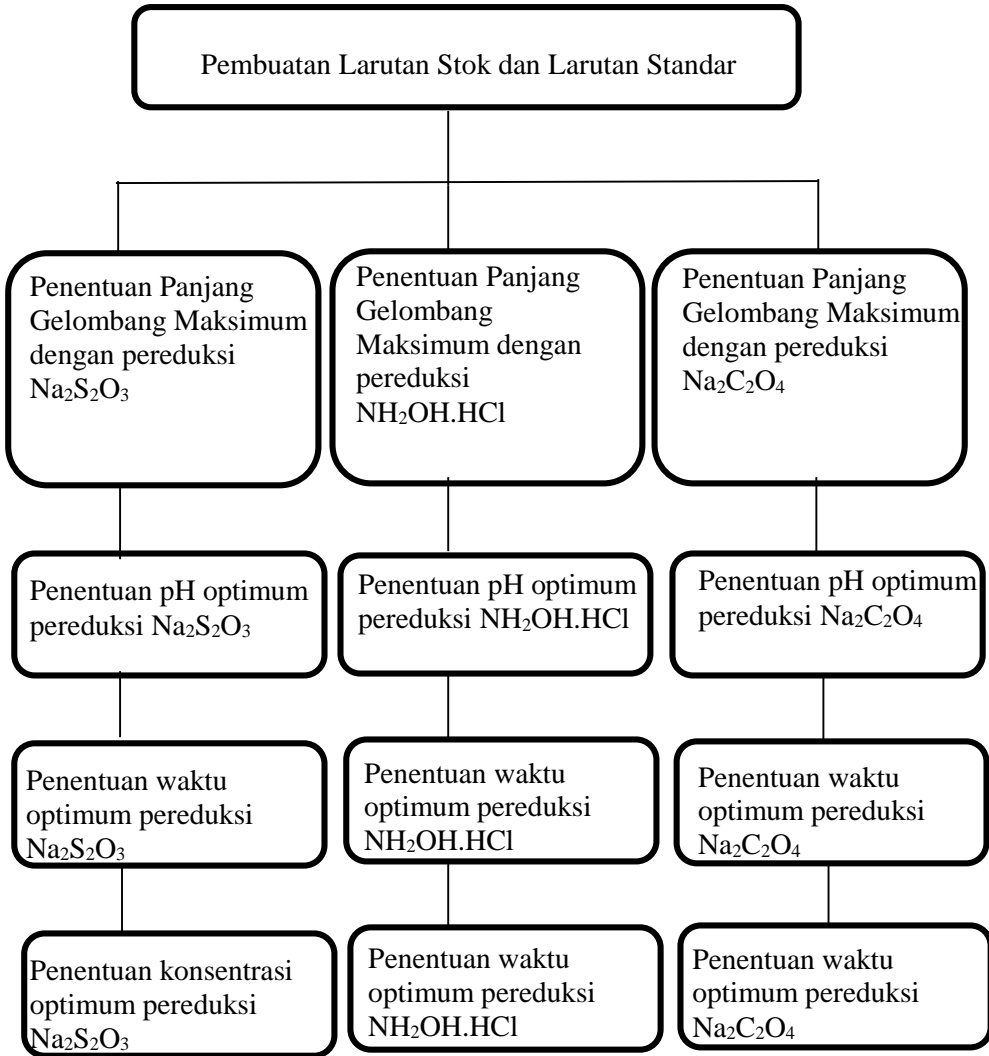 Pembuatan Larutan Stok dan Larutan Standar
Penentuan Panjang
Gelombang Maksimum
dengan pereduksi
Na₂S₂O₃
Penentuan Panjang
Gelombang
Maksimum dengan
pereduksi
NH₂OH.HCl
Penentuan Panjang
Gelombang Maksimum
dengan pereduksi
Na₂C₂O₄
Penentuan pH optimum
pereduksi Na₂S₂O₃
Penentuan pH optimum
pereduksi NH₂OH.HCl
Penentuan pH optimum
pereduksi Na₂C₂O₄
Penentuan waktu
optimum pereduksi
Na₂S₂O₃
Penentuan waktu
optimum pereduksi
NH₂OH.HCl
Penentuan waktu
optimum pereduksi
Na₂C₂O₄
Penentuan konsentrasi
optimum pereduksi
Na₂S₂O₃
Penentuan waktu
optimum pereduksi
NH₂OH.HCl
Penentuan waktu
optimum pereduksi
Na₂C₂O₄